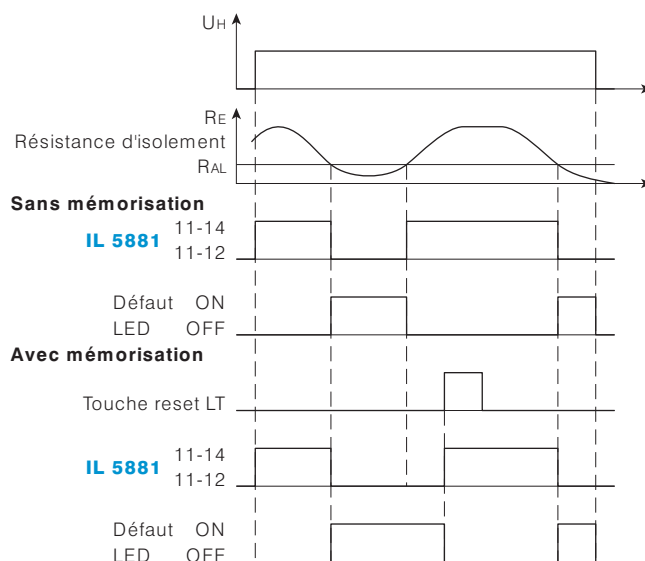 UH
RE
Résistance d'isolement
RAL
Sans mémorisation
IL 5881 11-14
11-12
Défaut ON
LED OFF
Avec mémorisation
Touche reset LT
IL 5881 11-14
11-12
Défaut ON
LED OFF